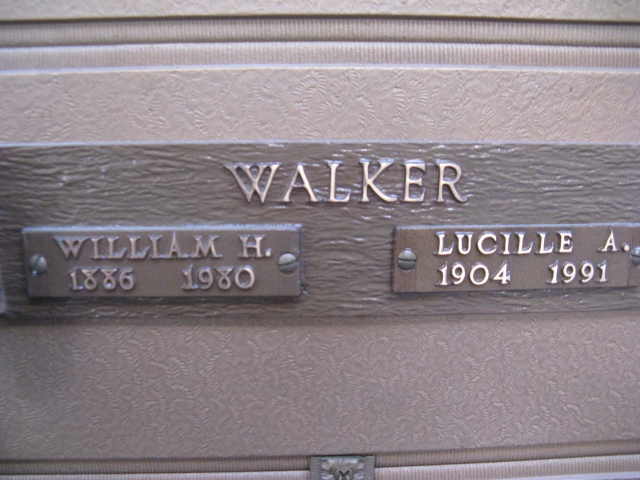 WALKER
WILLIAM H.
1886 1980
LUCILLE A.
1904 1991